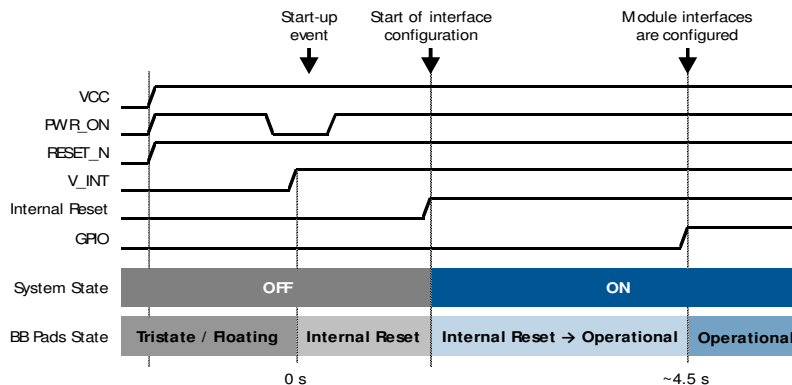 Start-up
event
Start of interface
configuration
Module interfaces
are configured
VCC
PWR_ON
RESET_N
V_INT
Internal Reset
GPIO
System State
OFF
ON
BB Pads State
Tristate / Floating
Internal Reset
Internal Reset → Operational
Operational
0 s
~4.5 s